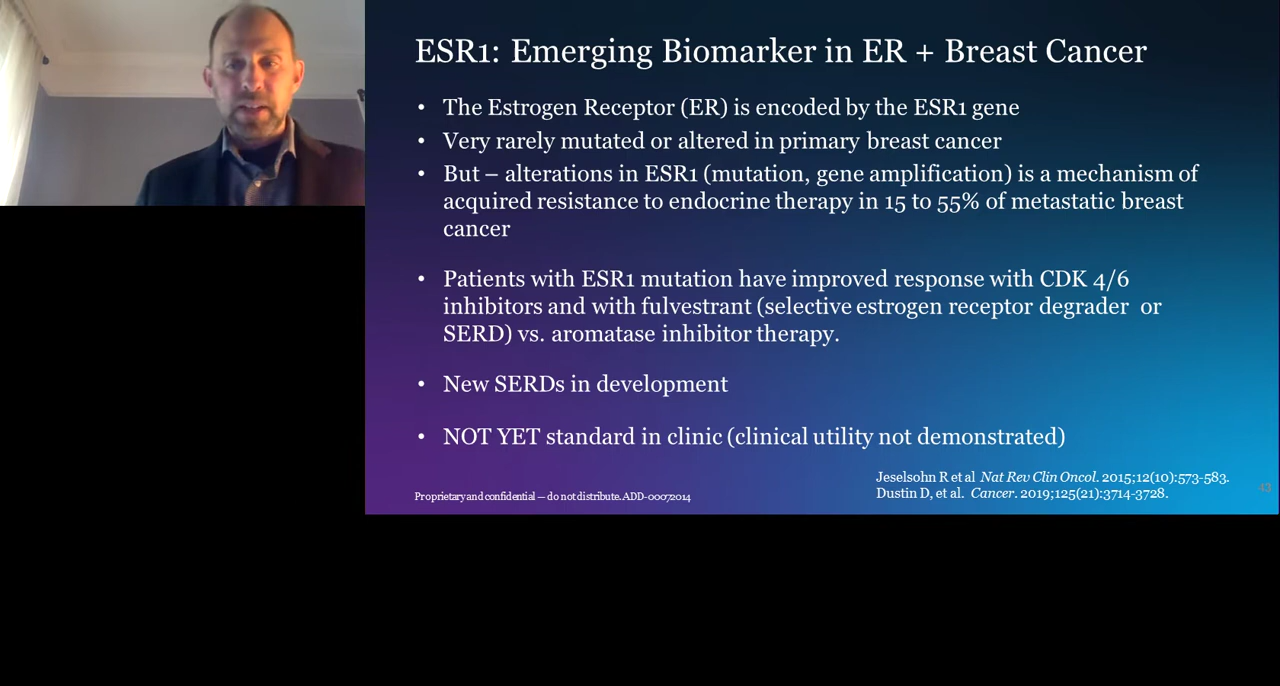 ESR1: Emerging Biomarker in ER + Breast Cancer
• The Estrogen Receptor (ER) is encoded by the ESR1 gene
• Very rarely mutated or altered in primary breast cancer
• But – alterations in ESR1 (mutation, gene amplification) is a mechanism of
acquired resistance to endocrine therapy in 15 to 55% of metastatic breast
cancer
• Patients with ESR1 mutation have improved response with CDK 4/6
inhibitors and with fulvestrant (selective estrogen receptor degrader or
SERD) vs. aromatase inhibitor therapy.
• New SERDs in development
• NOT YET standard in clinic (clinical utility not demonstrated)
Jeselsohn R et al Nat Rev Clin Oncol. 2015;12(10):573-583.
Dustin D, et al. Cancer. 2019;125(21):3714-3728.
Proprietary and confidential — do not distribute. ADD-00072014
43